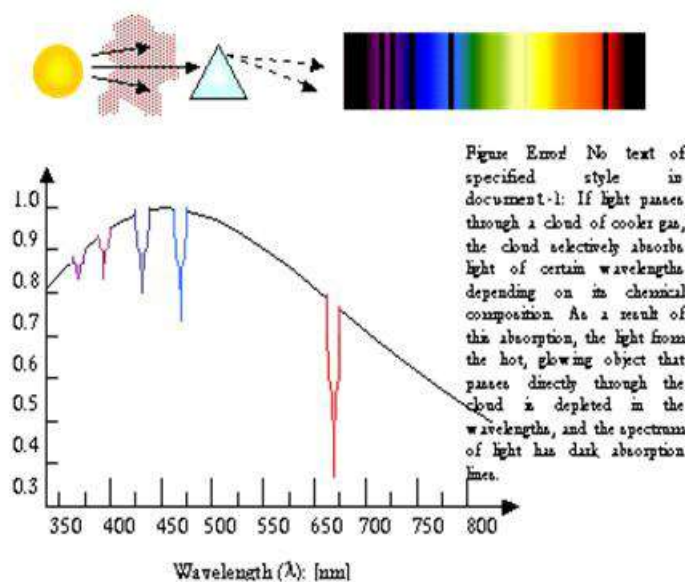 Figure Error! No text of
specified style in
document-1: If light passes
through a cloud of cooler gas,
the cloud selectively absorbs
light of certain wavelengths
depending on its chemical
composition. As a result of
this absorption, the light from
the hot, glowing object that
passes directly through the
cloud is depleted in the
wavelengths, and the spectrum
of light has dark absorption
lines.
1.0
0.9
0.8
0.7
0.6
0.5
0.4
0.3
350 400 450 500 550 600 650 700 750 800
Wavelength (λ): [nm]